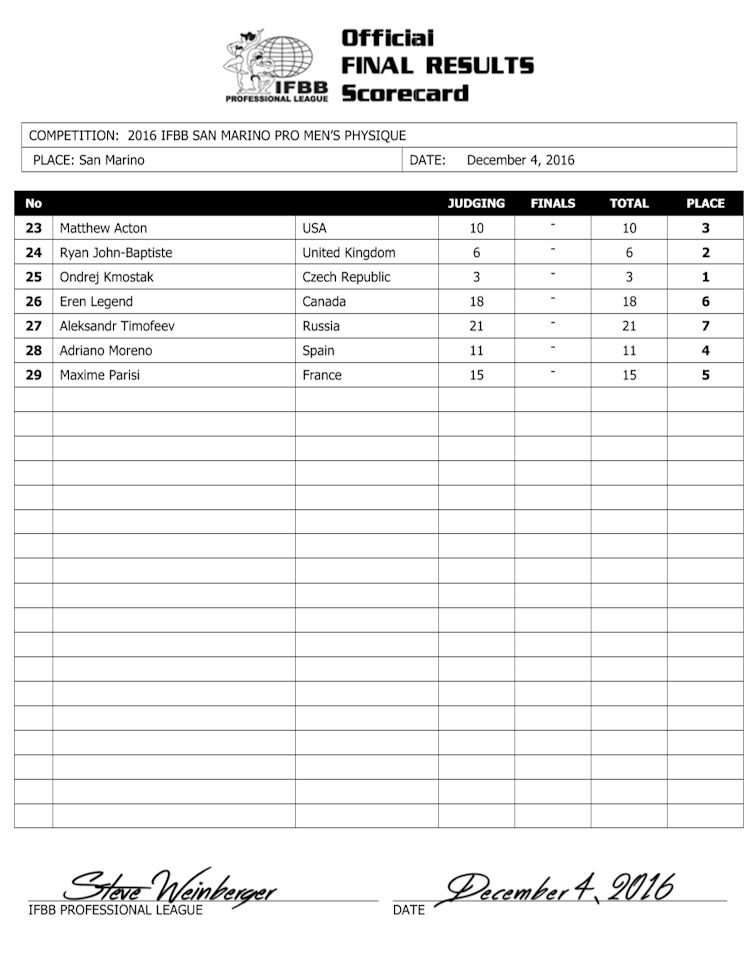 Official
FINAL RESULTS
Scorecard
IFBB
PROFESSIONAL LEAGUE
COMPETITION: 2016 IFBB SAN MARINO PRO MEN'S PHYSIQUE
PLACE: San Marino DATE: December 4, 2016
No JUDGING FINALS TOTAL PLACE
23 Matthew Acton USA 10 - 10 3
24 Ryan John-Baptiste United Kingdom 6 - 6 2
25 Ondrej Kmostak Czech Republic 3 - 3 1
26 Eren Legend Canada 18 - 18 6
27 Aleksandr Timofeev Russia 21 - 21 7
28 Adriano Moreno Spain 11 - 11 4
29 Maxime Parisi France 15 - 15 5
Steve Weinberger December 4, 2016
IFBB PROFESSIONAL LEAGUE DATE